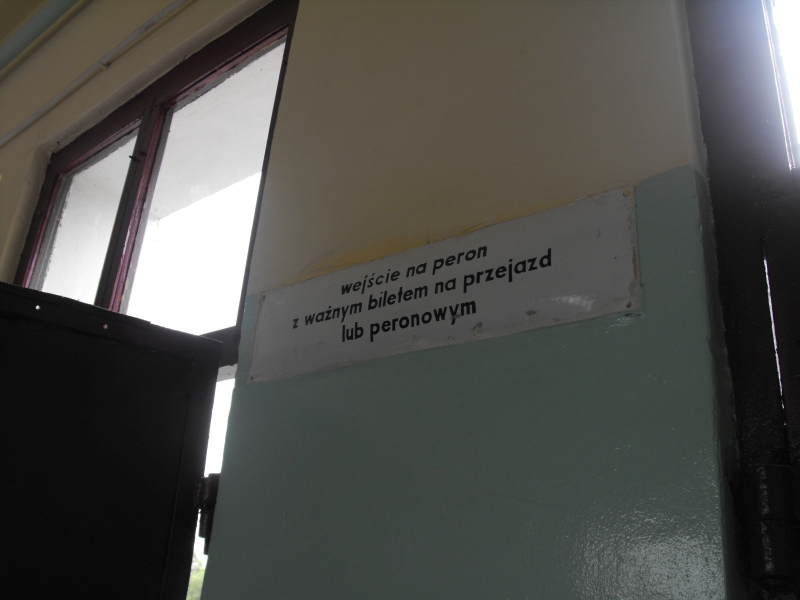 wejście na peron
z ważnym biletem na przejazd
lub peronowym